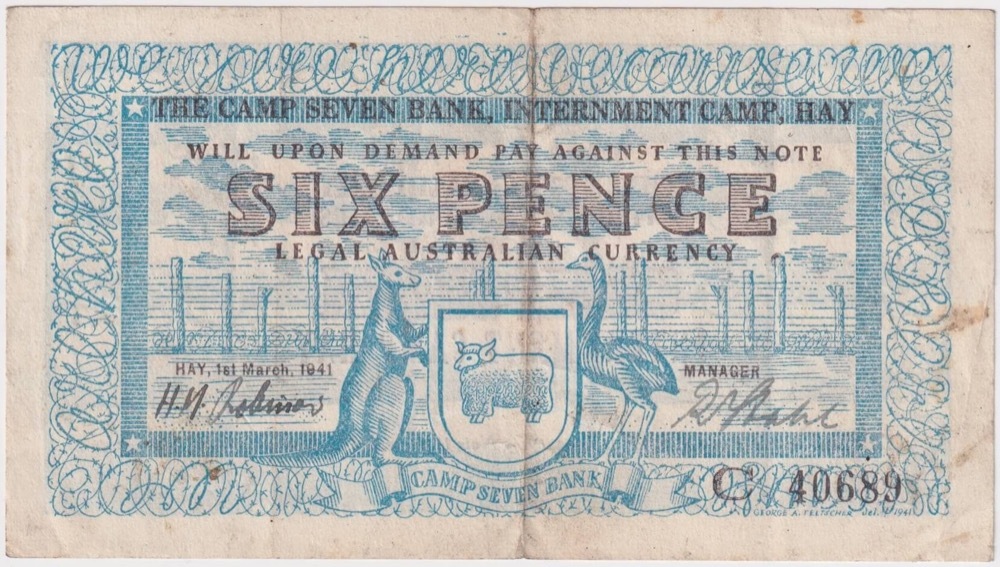 THE CAMP SEVEN BANK, INTERNMENT CAMP, HAY
WILL UPON DEMAND PAY AGAINST THIS NOTE
SIX PENCE
LEGAL AUSTRALIAN CURRENCY
HAY, 1st March, 1941
MANAGER
H.M. Robinow
CAMP SEVEN BANK
C 40689
GEORGE A. TELTSCHER del. 1941